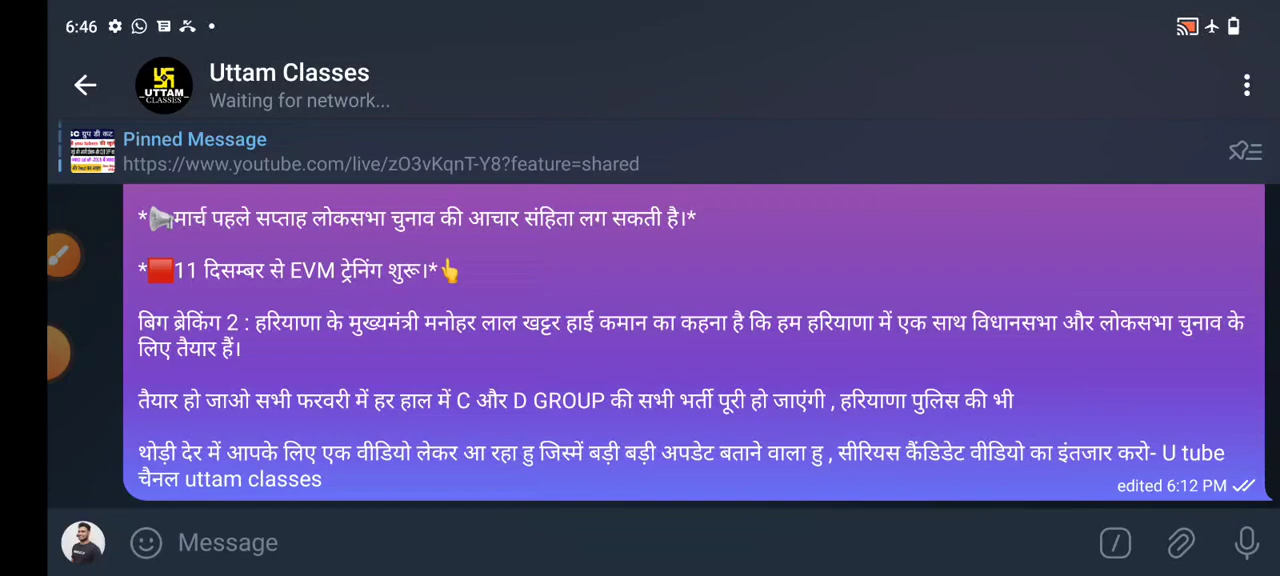 6:46
UTTAM
CLASSES
Uttam Classes
Waiting for network...
Pinned Message
https://www.youtube.com/live/zO3vKqnT-Y8?feature=shared
*📢मार्च पहले सप्ताह लोकसभा चुनाव की आचार संहिता लग सकती है।*
*🟥11 दिसम्बर से EVM ट्रेनिंग शुरू।*👆
बिग ब्रेकिंग 2 : हरियाणा के मुख्यमंत्री मनोहर लाल खट्टर हाई कमान का कहना है कि हम हरियाणा में एक साथ विधानसभा और लोकसभा चुनाव के
लिए तैयार हैं।
तैयार हो जाओ सभी फरवरी में हर हाल में C और D GROUP की सभी भर्ती पूरी हो जाएंगी , हरियाणा पुलिस की भी
थोड़ी देर में आपके लिए एक वीडियो लेकर आ रहा हु जिस्में बड़ी बड़ी अपडेट बताने वाला हु , सीरियस कैंडिडेट वीडियो का इंतजार करो- U tube
चैनल uttam classes
edited 6:12 PM
Message